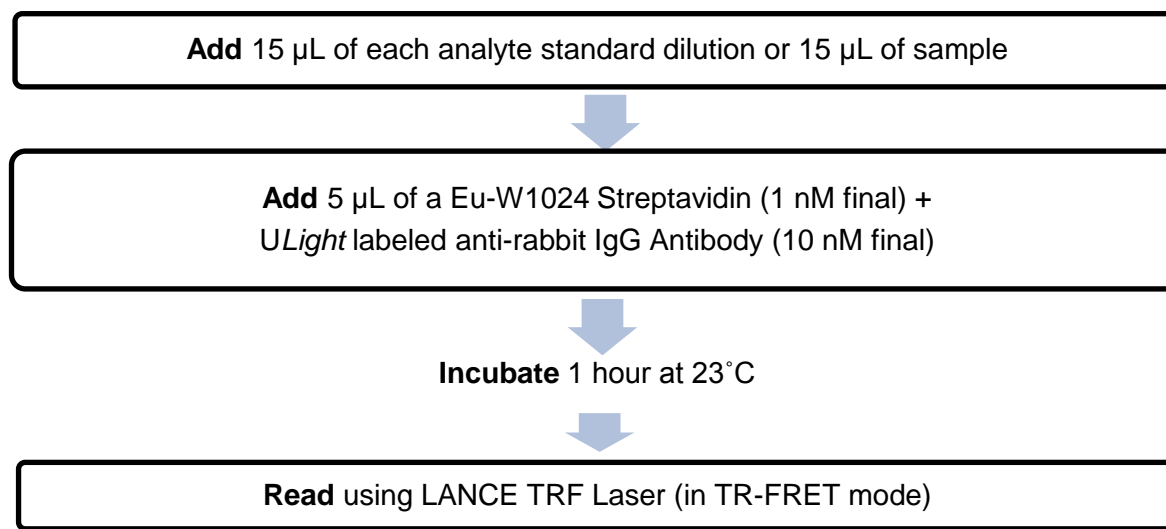 Add 15 µL of each analyte standard dilution or 15 µL of sample
Add 5 µL of a Eu-W1024 Streptavidin (1 nM final) +
ULight labeled anti-rabbit IgG Antibody (10 nM final)
Incubate 1 hour at 23˚C
Read using LANCE TRF Laser (in TR-FRET mode)